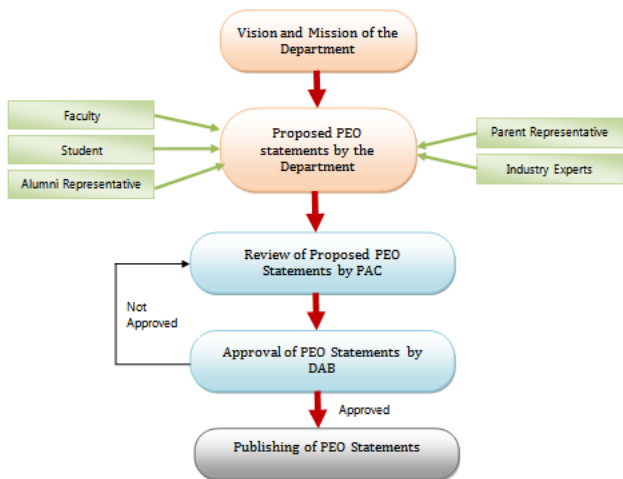 Vision and Mission of the
Department
Faculty
Student
Alumni Representative
Proposed PEO
statements by the
Department
Parent Representative
Industry Experts
Review of Proposed PEO
Statements by PAC
Not
Approved
Approval of PEO Statements by
DAB
Approved
Publishing of PEO Statements